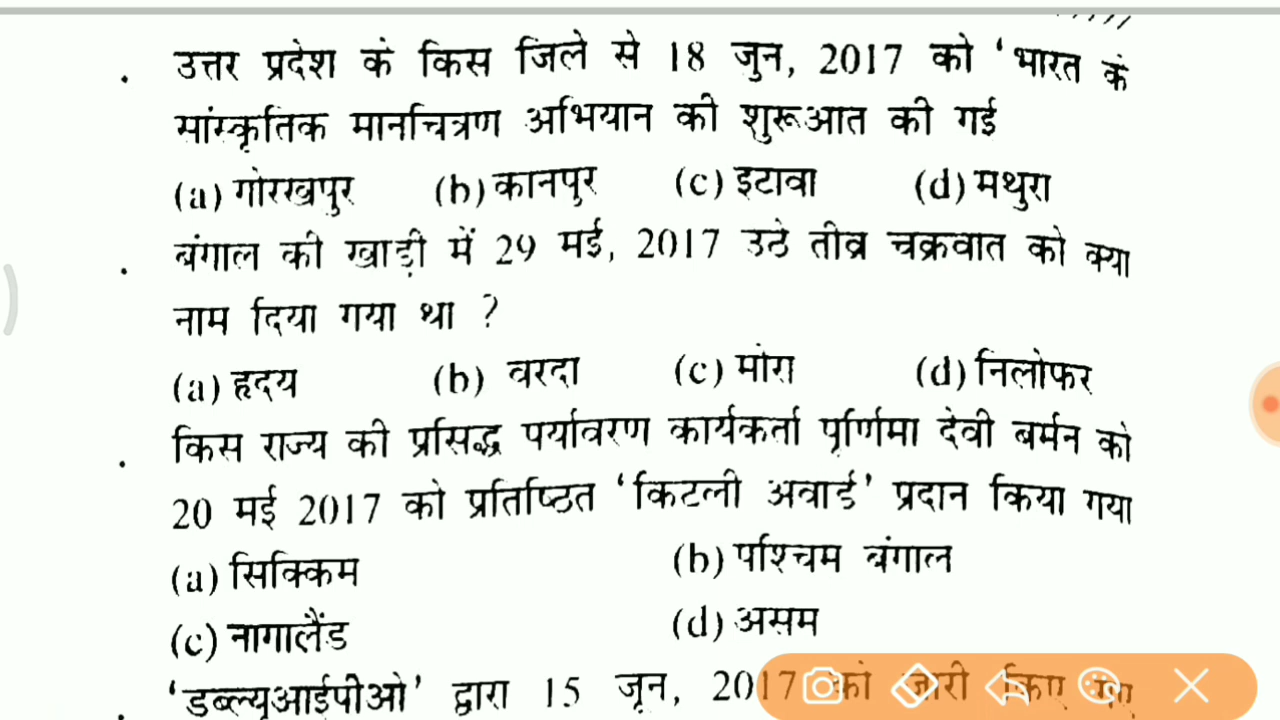 . उत्तर प्रदेश के किस जिले से 18 जुन, 2017 को 'भारत के
सांस्कृतिक मानचित्रण अभियान की शुरूआत की गई
(a) गोरखपुर (b) कानपुर (c) इटावा (d) मथुरा
. बंगाल की खाड़ी में 29 मई, 2017 उठे तीव्र चक्रवात को क्या
नाम दिया गया था ?
(a) हृदय (b) वरदा (c) मोरा (d) निलोफर
. किस राज्य की प्रसिद्ध पर्यावरण कार्यकर्ता पूर्णिमा देवी बर्मन को
20 मई 2017 को प्रतिष्ठित 'किटली अवार्ड' प्रदान किया गया
(a) सिक्किम (b) पश्चिम बंगाल
(c) नागालैंड (d) असम
. 'डब्ल्यूआईपीओ' द्वारा 15 जून, 2017 को जारी किए गए